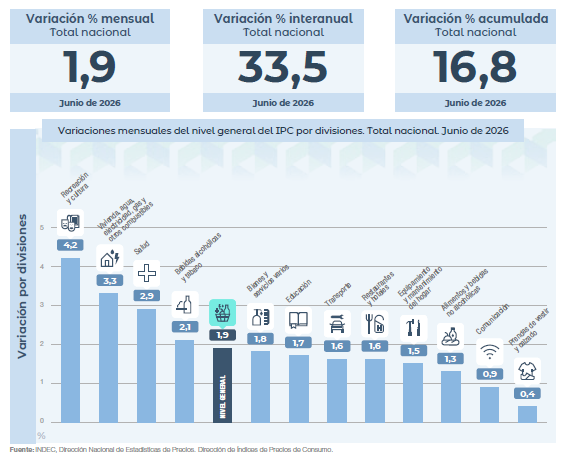 Variación % mensual
Total nacional
1,9
Junio de 2026
Variación % interanual
Total nacional
33,5
Junio de 2026
Variación % acumulada
Total nacional
16,8
Junio de 2026
Variaciones mensuales del nivel general del IPC por divisiones. Total nacional. Junio de 2026
Variación por divisiones
5
4
3
2
1
0
%
Recreación
y cultura
4,2
Vivienda, agua,
electricidad, gas y
otros combustibles
3,3
Salud
2,9
Bebidas alcohólicas
y tabaco
2,1
1,9
NIVEL GENERAL
Bienes y
servicios varios
1,8
Educación
1,7
Transporte
1,6
Restaurantes
y hoteles
1,6
Equipamiento
y mantenimiento
del hogar
1,5
Alimentos y bebidas
no alcohólicas
1,3
Comunicación
0,9
Prendas de vestir
y calzado
0,4
Fuente: INDEC, Dirección Nacional de Estadísticas de Precios. Dirección de Índices de Precios de Consumo.